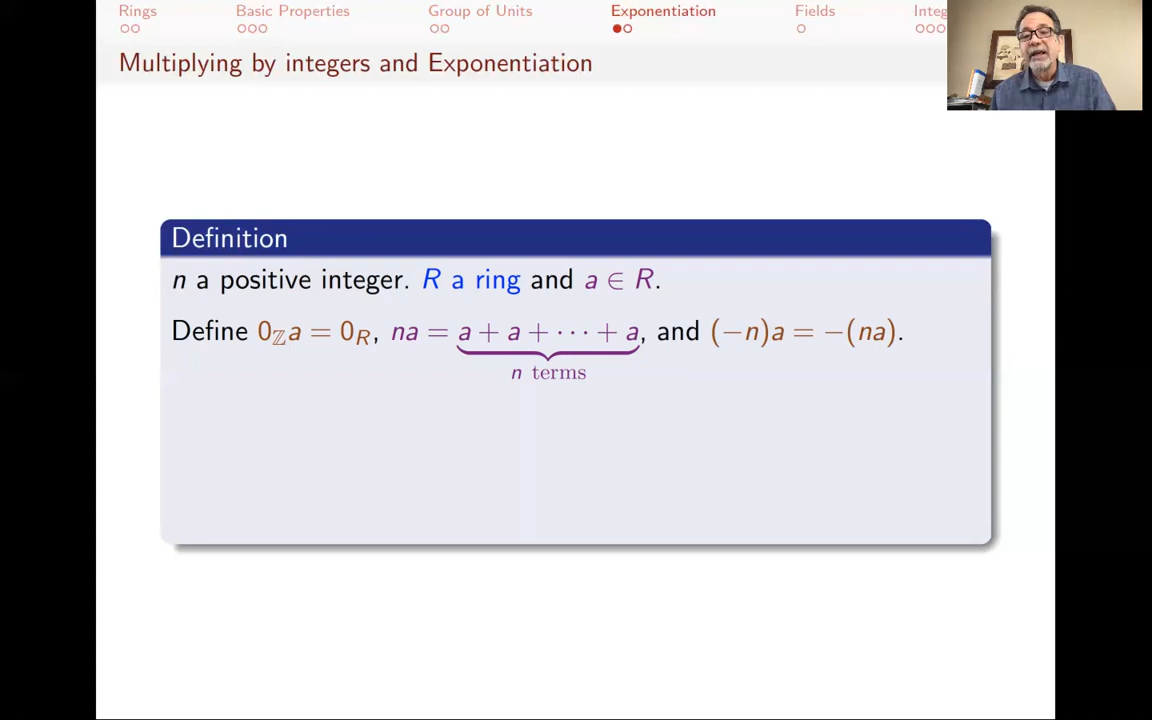 Rings Basic Properties Group of Units Exponentiation Fields Integ
Multiplying by integers and Exponentiation
Definition
n a positive integer. R a ring and a ∈ R.
Define 0_ℤa = 0_R, na = a + a + ⋯ + a, and (−n)a = −(na).
n terms